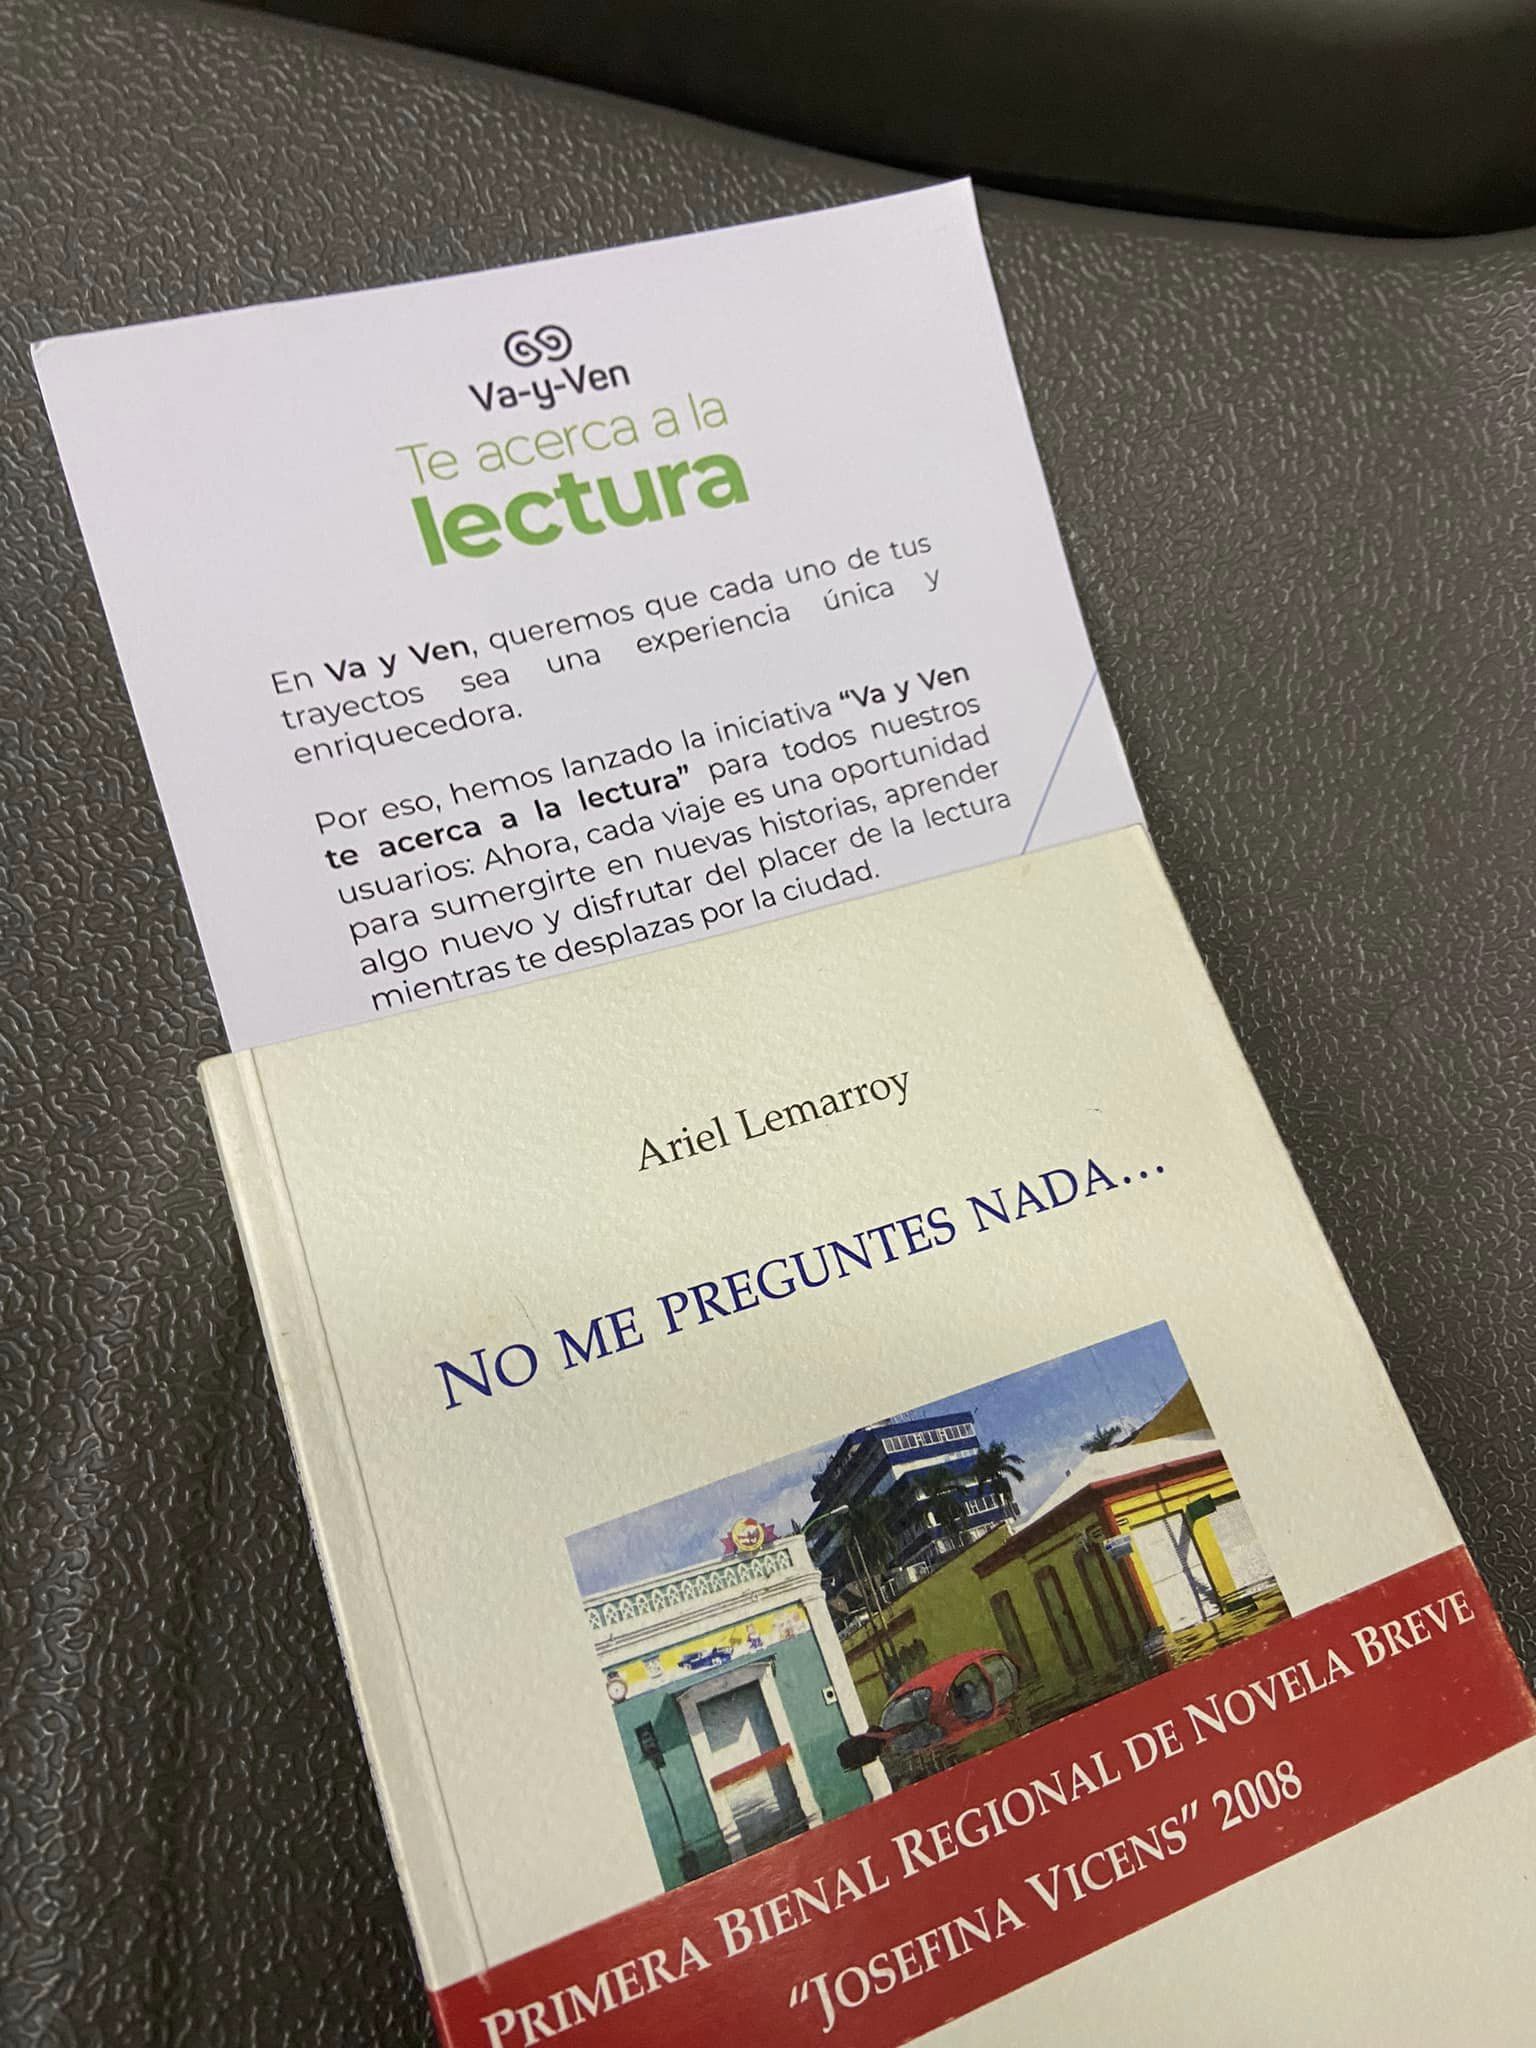 Va-y-Ven
Te acerca a la
lectura
En Va y Ven, queremos que cada uno de tus
trayectos sea una experiencia única y
enriquecedora.
Por eso, hemos lanzado la iniciativa “Va y Ven
te acerca a la lectura” para todos nuestros
usuarios: Ahora, cada viaje es una oportunidad
para sumergirte en nuevas historias, aprender
algo nuevo y disfrutar del placer de la lectura
mientras te desplazas por la ciudad.
Ariel Lemarroy
NO ME PREGUNTES NADA...
PRIMERA BIENAL REGIONAL DE NOVELA BREVE
“JOSEFINA VICENS” 2008